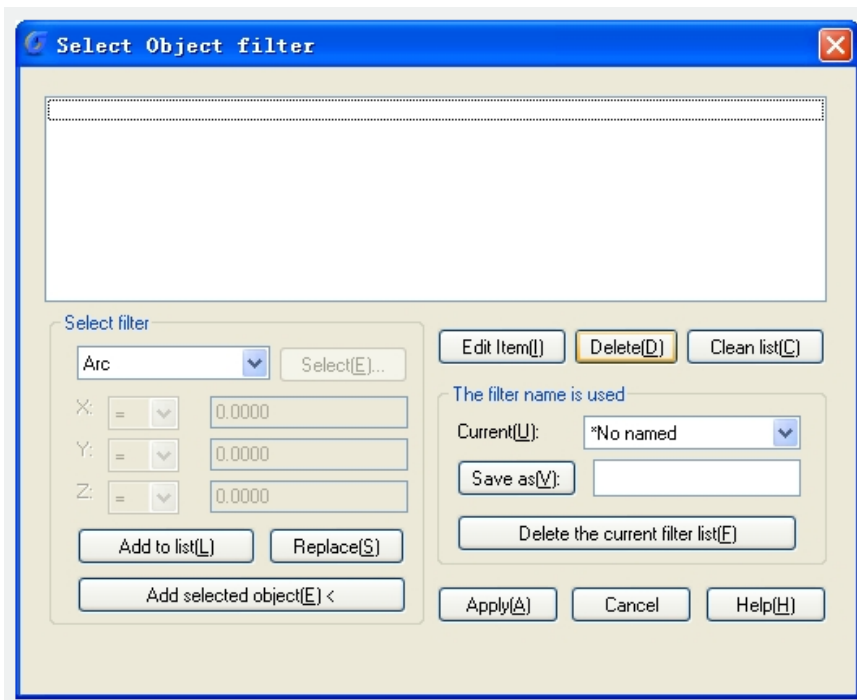 Select Object filter
Select filter
Arc
Select(E)...
X: = 0.0000
Y: = 0.0000
Z: = 0.0000
Add to list(L)
Replace(S)
Add selected object(E) <
Edit Item(I)
Delete(D)
Clean list(C)
The filter name is used
Current(U):
*No named
Save as(V):
Delete the current filter list(F)
Apply(A)
Cancel
Help(H)